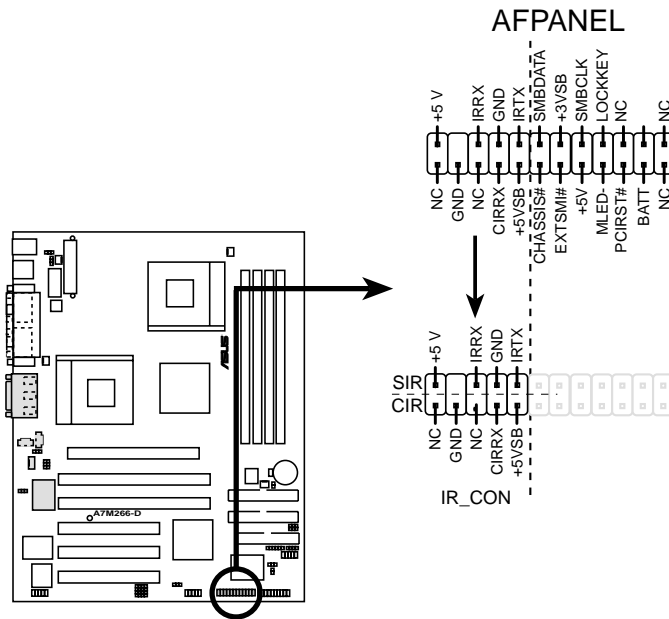 AFPANEL
+5 V
IRRX
GND
IRTX
SMBDATA
+3VSB
SMBCLK
LOCKKEY
NC
NC
NC
GND
NC
CIRRX
+5VSB
CHASSIS#
EXTSMI#
+5V
MLED-
PCIRST#
BATT
NC
+5 V
IRRX
GND
IRTX
SIR
CIR
NC
GND
NC
CIRRX
+5VSB
IR_CON
ASUS
A7M266-D